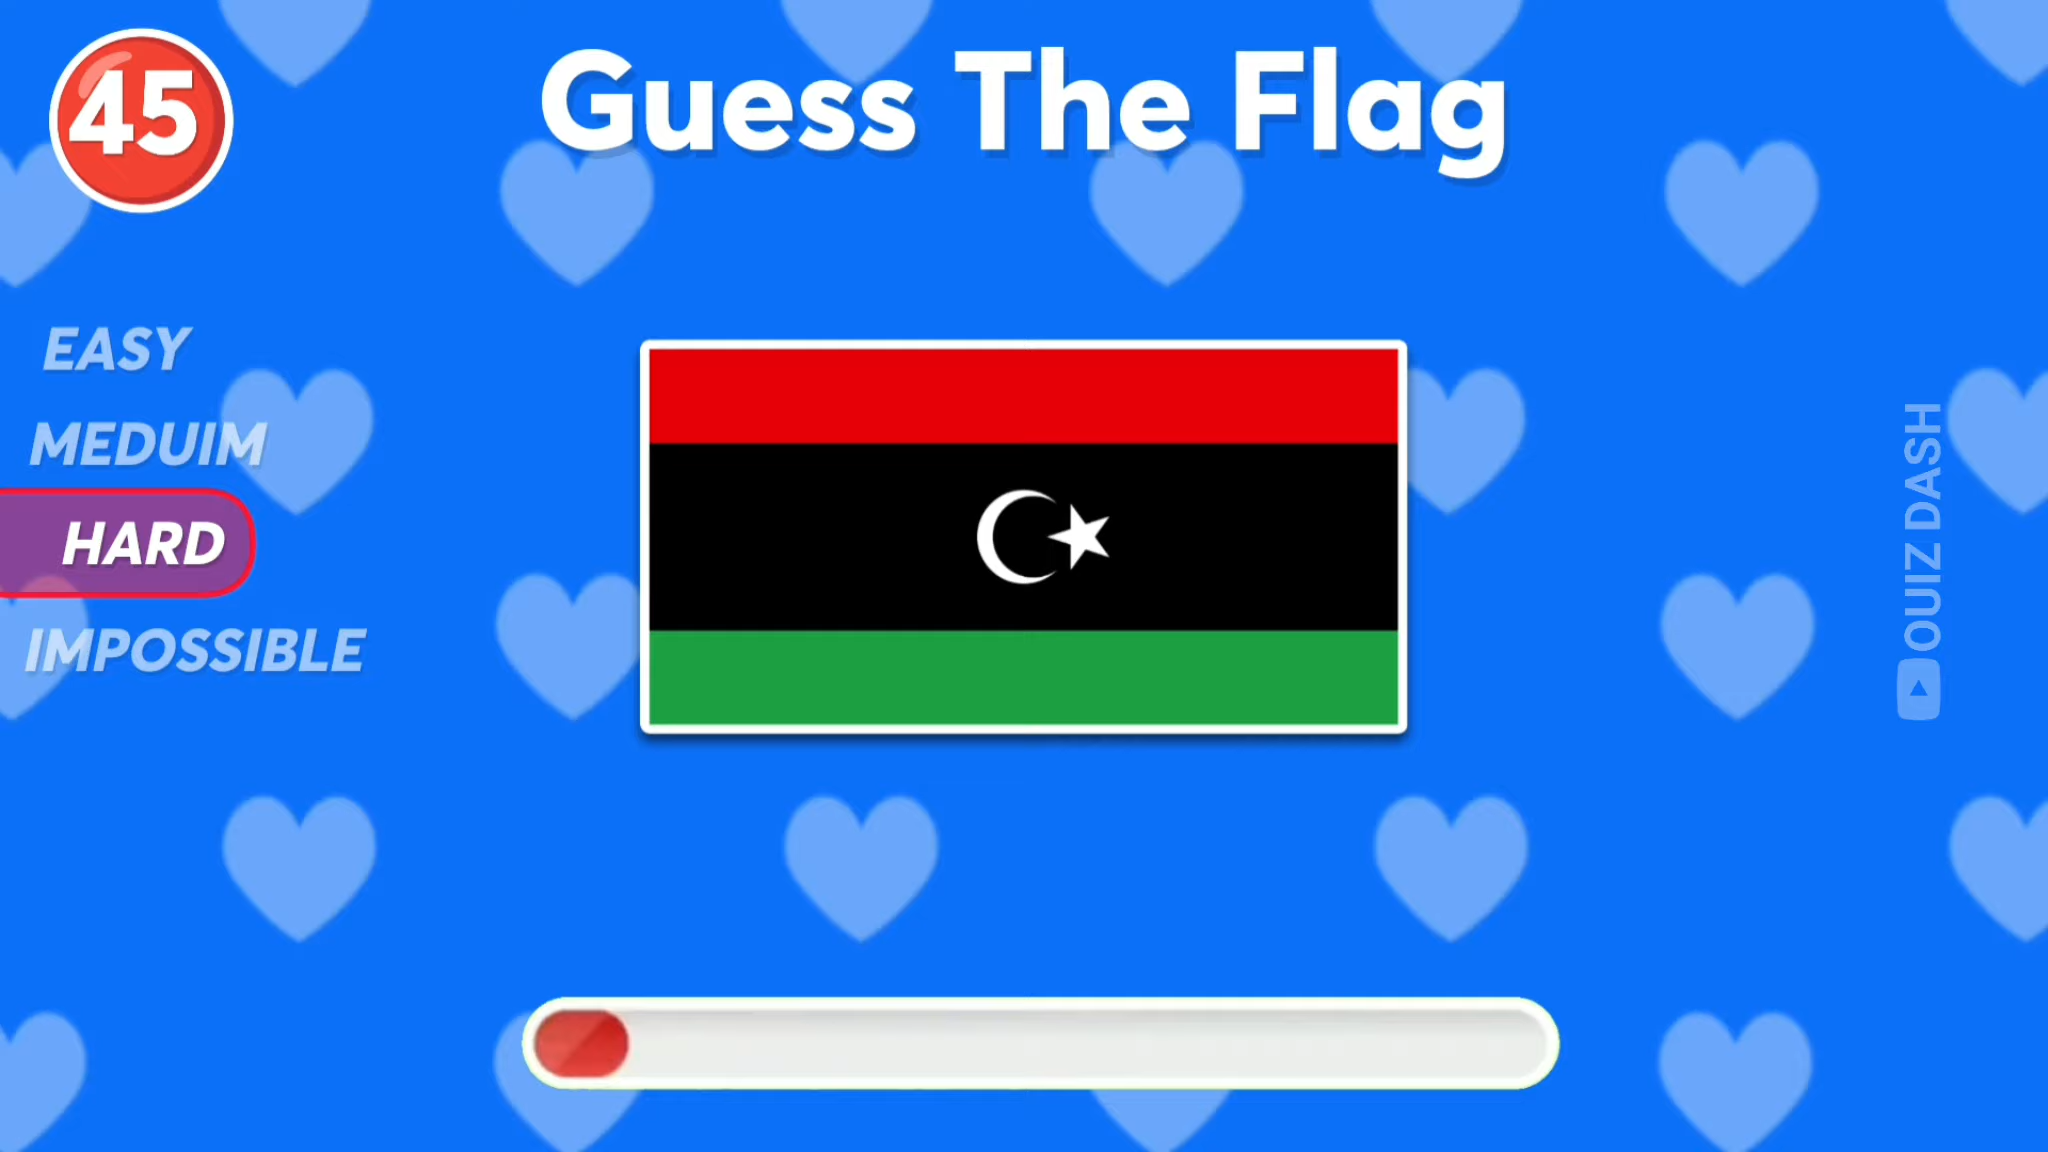 45
Guess The Flag
EASY
MEDUIM
HARD
IMPOSSIBLE
QUIZ DASH